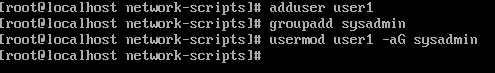 [root@localhost network-scripts]# adduser user1
[root@localhost network-scripts]# groupadd sysadmin
[root@localhost network-scripts]# usermod user1 -aG sysadmin
[root@localhost network-scripts]#